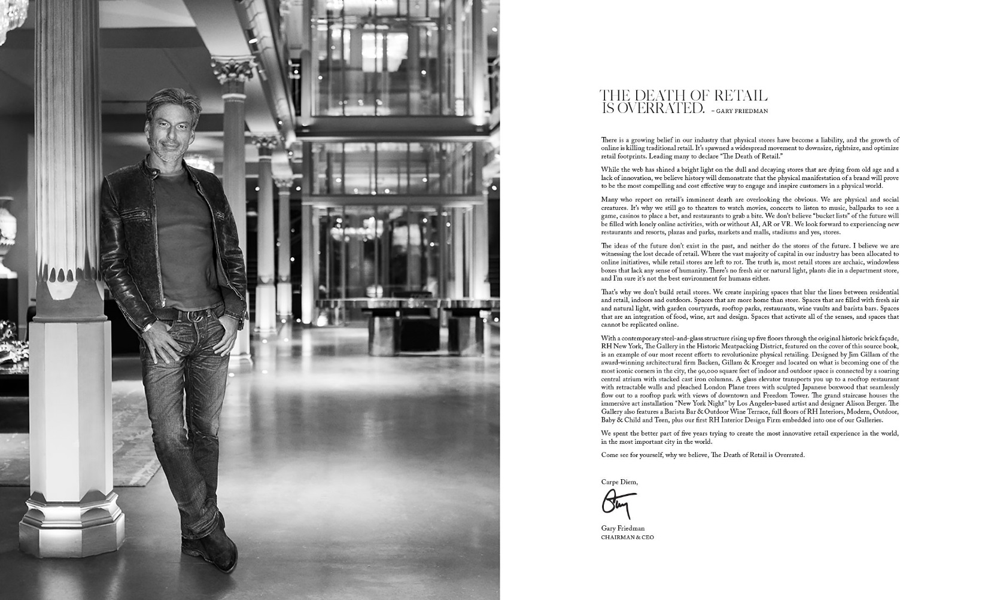 THE DEATH OF RETAIL
IS OVERRATED. – GARY FRIEDMAN
There is a growing belief in our industry that physical stores have become a liability, and the growth of
online is killing traditional retail. It's spawned a widespread movement to downsize, rightsize, and optimize
retail footprints. Leading many to declare “The Death of Retail.”
While the web has shined a bright light on the dull and decaying stores that are dying from old age and a
lack of innovation, we believe history will demonstrate that the physical manifestation of a brand will prove
to be the most compelling and cost effective way to engage and inspire customers in a physical world.
Many who report on retail's imminent death are overlooking the obvious. We are physical and social
creatures. It's why we still go to theaters to watch movies, concerts to listen to music, ballparks to see a
game, casinos to place a bet, and restaurants to grab a bite. We don't believe “bucket lists” of the future will
be filled with lonely online activities, with or without AI, AR or VR. We look forward to experiencing new
restaurants and resorts, plazas and parks, markets and malls, stadiums and yes, stores.
The ideas of the future don't exist in the past, and neither do the stores of the future. I believe we are
witnessing the lost decade of retail. Where the vast majority of capital in our industry has been allocated to
online initiatives, while retail stores are left to rot. The truth is, most retail stores are archaic, windowless
boxes that lack any sense of humanity. There's no fresh air or natural light, plants die in a department store,
and I'm sure it's not the best environment for humans either.
That's why we don't build retail stores. We create inspiring spaces that blur the lines between residential
and retail, indoors and outdoors. Spaces that are more home than store. Spaces that are filled with fresh air
and natural light, with garden courtyards, rooftop parks, restaurants, wine vaults and barista bars. Spaces
that are an integration of food, wine, art and design. Spaces that activate all of the senses, and spaces that
cannot be replicated online.
With a contemporary steel-and-glass structure rising up five floors through the original historic brick façade,
RH New York, The Gallery in the Historic Meatpacking District, featured on the cover of this source book,
is an example of our most recent efforts to revolutionize physical retailing. Designed by Jim Gillam of the
award-winning architectural firm Backen, Gillam & Kroeger and located on what is becoming one of the
most iconic corners in the city, the 90,000 square feet of indoor and outdoor space is connected by a soaring
central atrium with stacked cast iron columns. A glass elevator transports you up to a rooftop restaurant
with retractable walls and pleached London Plane trees with sculpted Japanese boxwood that seamlessly
flow out to a rooftop park with views of downtown and Freedom Tower. The grand staircase houses the
immersive art installation “New York Night” by Los Angeles-based artist and designer Alison Berger. The
Gallery also features a Barista Bar & Outdoor Wine Terrace, full floors of RH Interiors, Modern, Outdoor,
Baby & Child and Teen, plus our first RH Interior Design Firm embedded into one of our Galleries.
We spent the better part of five years trying to create the most innovative retail experience in the world,
in the most important city in the world.
Come see for yourself, why we believe, The Death of Retail is Overrated.
Carpe Diem,
Gary
Gary Friedman
CHAIRMAN & CEO